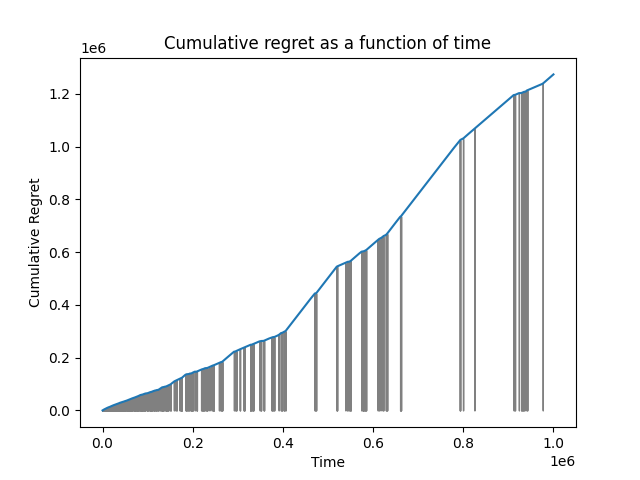 Cumulative regret as a function of time
1e6
1.2
1.0
0.8
0.6
0.4
0.2
0.0
Cumulative Regret
0.0 0.2 0.4 0.6 0.8 1.0
Time
1e6